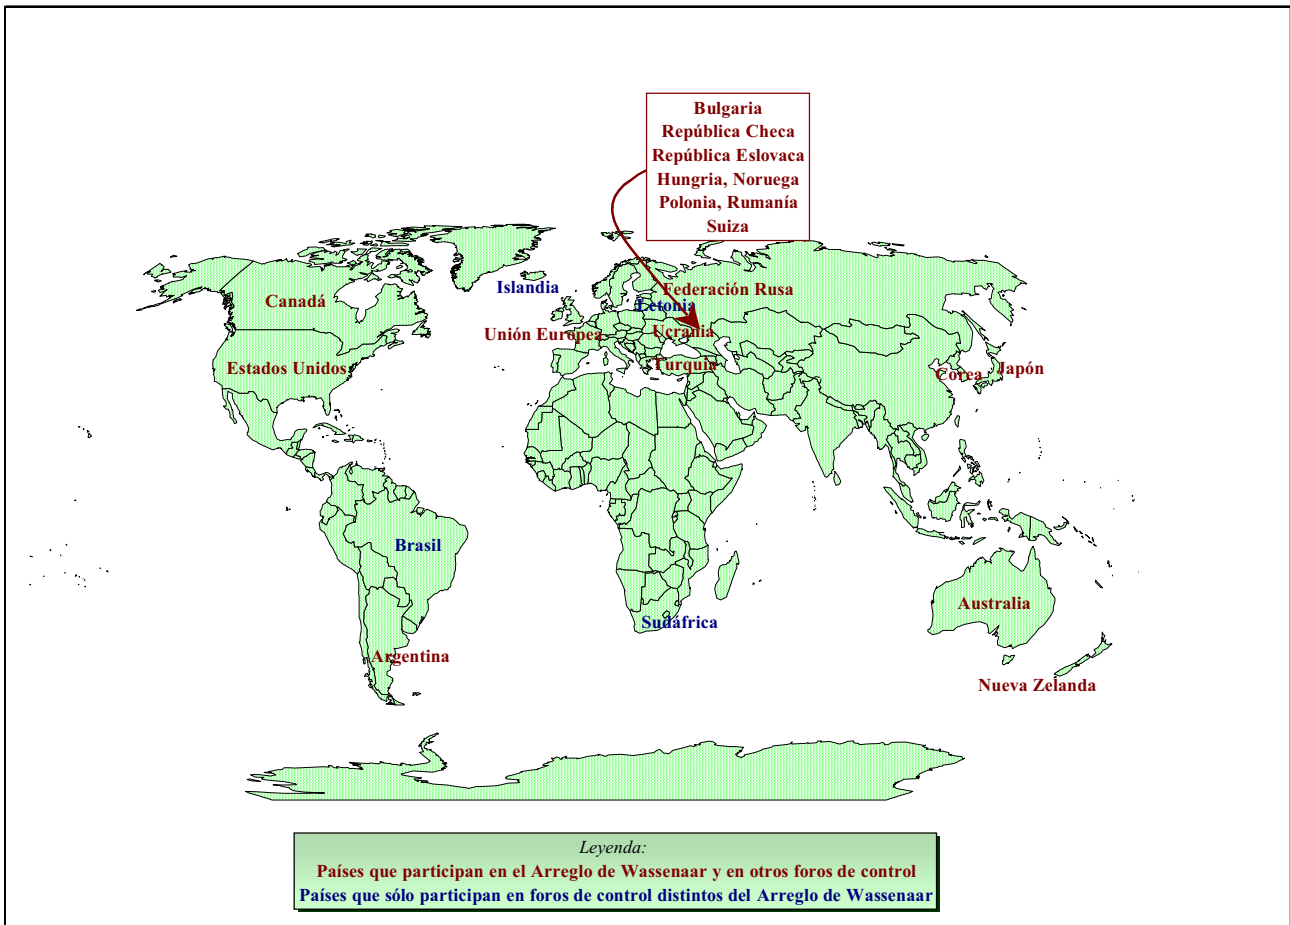 Bulgaria
República Checa
República Eslovaca
Hungria, Noruega
Polonia, Rumanía
Suiza
Islandia
Federación Rusa
Canadá
Letonia
Unión Europea
Ucrania
Estados Unidos
Turquía
Corea
Japón
Brasil
Australia
Sudáfrica
Argentina
Nueva Zelanda
Leyenda:
Países que participan en el Arreglo de Wassenaar y en otros foros de control
Países que sólo participan en foros de control distintos del Arreglo de Wassenaar